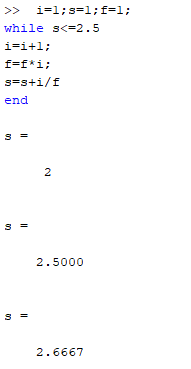 >> i=1;s=1;f=1;
while s<=2.5
i=i+1;
f=f*i;
s=s+i/f
end
s =
2
s =
2.5000
s =
2.6667